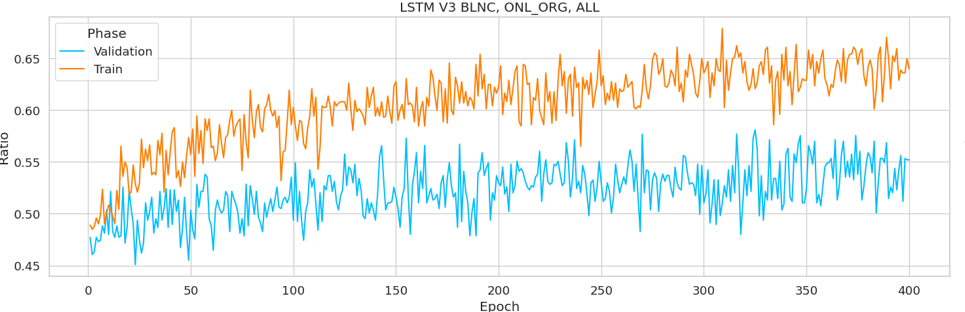 LSTM V3 BLNC, ONL_ORG, ALL
Phase
Validation
Train
Ratio
0.65
0.60
0.55
0.50
0.45
0 50 100 150 200 250 300 350 400
Epoch